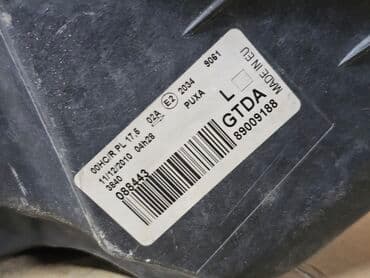 00HC/R PL 17,5 02A E2 2034 9061
11/12/2010 04h28 PUXA
3840
088443
L
GTDA
89009188
MADE IN EU